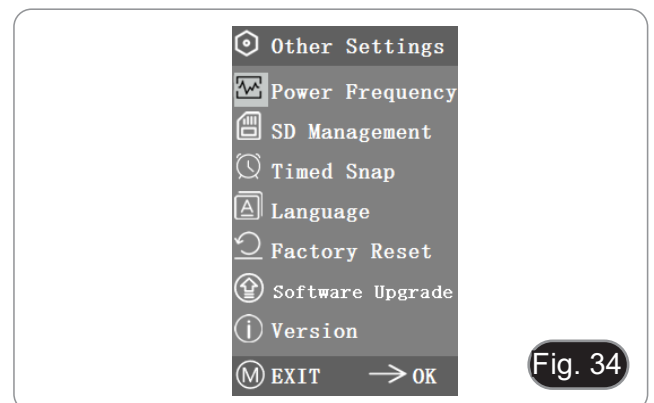 Other Settings
Power Frequency
SD Management
Timed Snap
A Language
Factory Reset
Software Upgrade
i Version
M EXIT → OK
Fig. 34